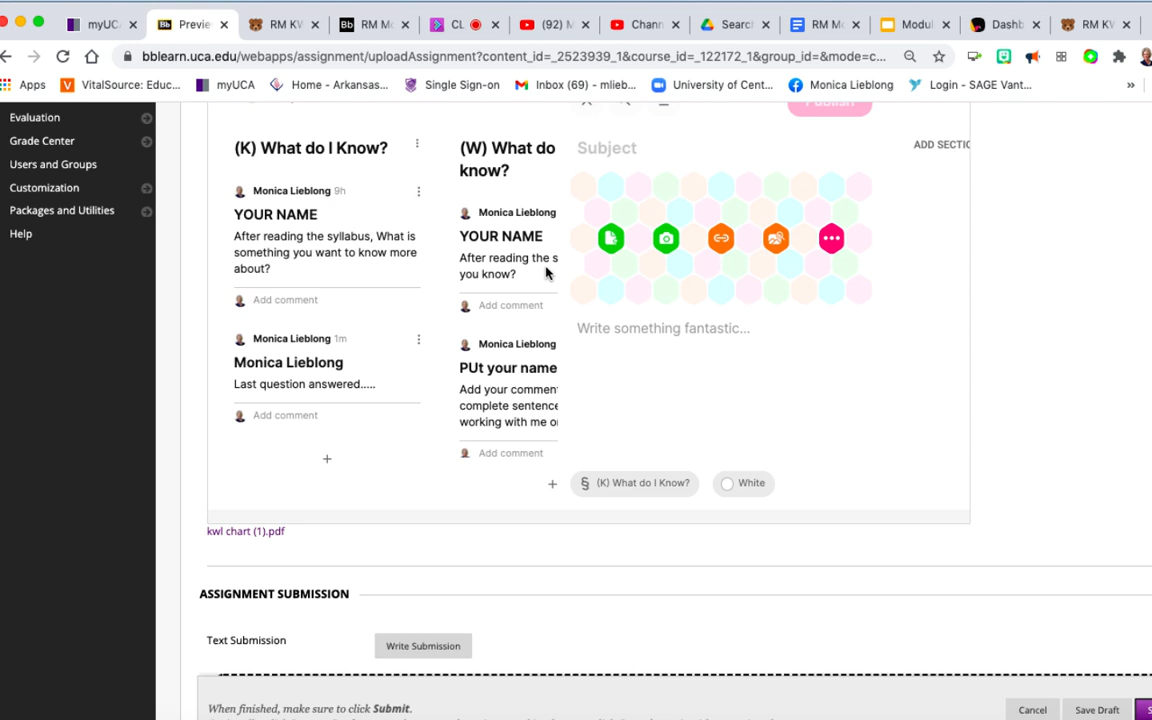 myUCA
Previe
RM KV
RM M
CL
(92) M
Chann
Searc
RM M
Modul
Dashb
RM KV
bblearn.uca.edu/webapps/assignment/uploadAssignment?content_id=_2523939_1&course_id=_122172_1&group_id=&mode=c...
Apps
VitalSource: Educ...
myUCA
Home - Arkansas...
Single Sign-on
Inbox (69) - mlieb...
University of Cent...
Monica Lieblong
Login - SAGE Vant...
»
Evaluation
Grade Center
Users and Groups
Customization
Packages and Utilities
Help
Publish
(K) What do I Know?
Monica Lieblong 9h
YOUR NAME
After reading the syllabus, What is
something you want to know more
about?
Add comment
Monica Lieblong 1m
Monica Lieblong
Last question answered.....
Add comment
+
(W) What do
know?
Monica Lieblong
YOUR NAME
After reading the s
you know?
Add comment
Monica Lieblong
PUt your name
Add your comment
complete sentence
working with me o
Add comment
+
Subject
ADD SECTIO
Write something fantastic...
§ (K) What do I Know?
White
kwl chart (1).pdf
ASSIGNMENT SUBMISSION
Text Submission
Write Submission
When finished, make sure to click Submit.
Cancel
Save Draft